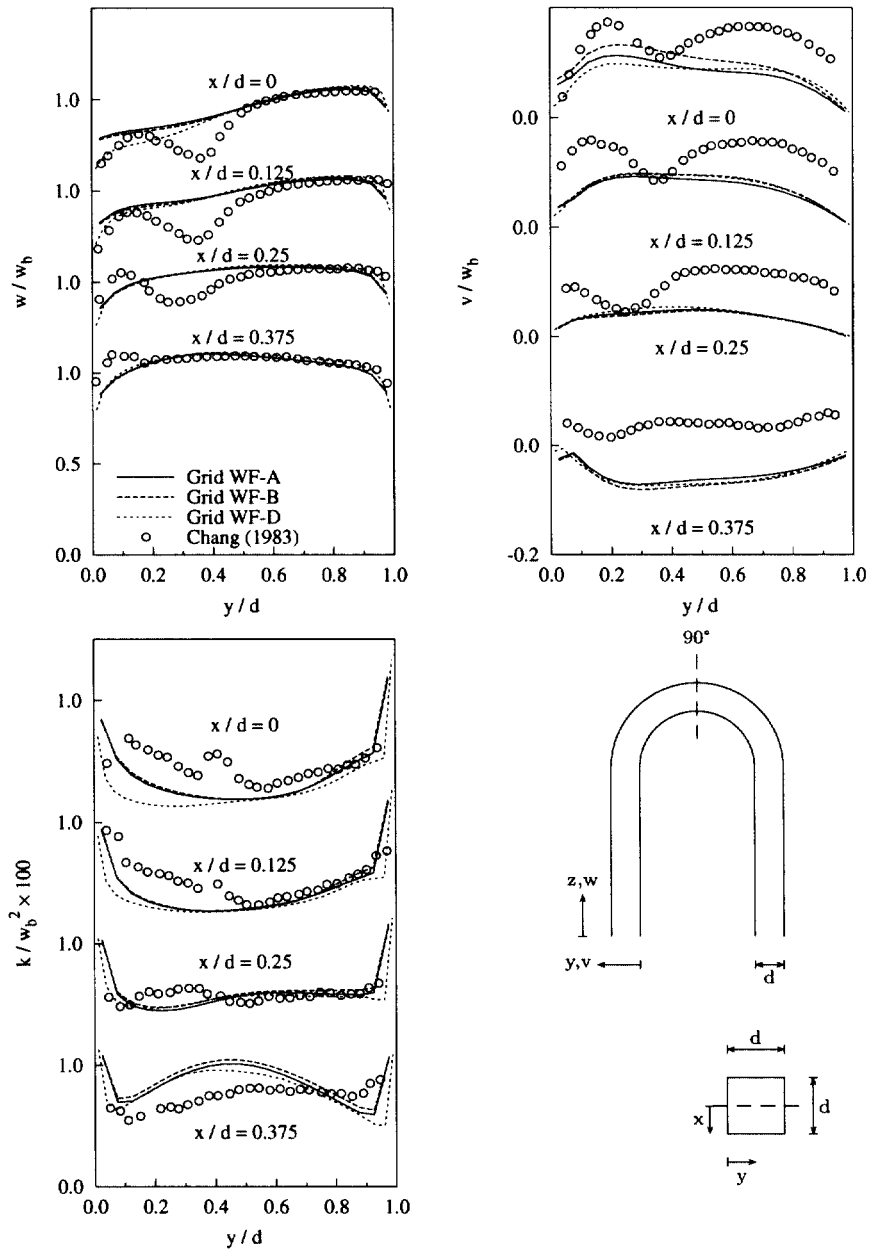 x / d = 0
1.0
x / d = 0.125
1.0
x / d = 0.25
1.0
x / d = 0.375
1.0
0.5
0.0
Grid WF-A
Grid WF-B
Grid WF-D
Chang (1983)
w / w_b
0.0 0.2 0.4 0.6 0.8 1.0
y / d
0.0
x / d = 0
0.0
x / d = 0.125
0.0
x / d = 0.25
0.0
x / d = 0.375
-0.2
v / w_b
0.0 0.2 0.4 0.6 0.8 1.0
y / d
1.0
x / d = 0
1.0
x / d = 0.125
1.0
x / d = 0.25
1.0
x / d = 0.375
0.0
k / w_b² × 100
0.0 0.2 0.4 0.6 0.8 1.0
y / d
90°
z,w
y,v
d
d
d
x
y